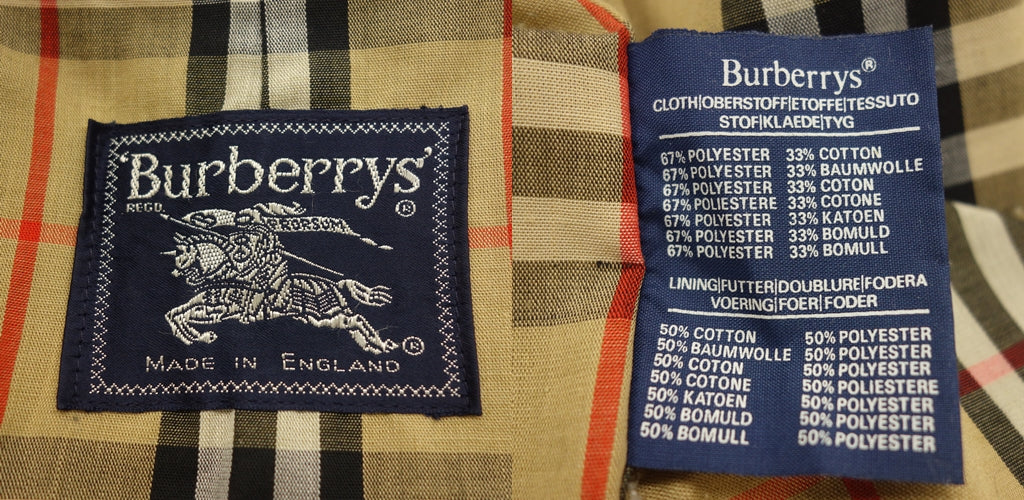 'Burberrys'
REGD.
®
PRORSUM
®
MADE IN ENGLAND
Burberrys®
CLOTH|OBERSTOFF|ETOFFE|TESSUTO
STOF|KLAEDE|TYG
67% POLYESTER 33% COTTON
67% POLYESTER 33% BAUMWOLLE
67% POLYESTER 33% COTON
67% POLIESTERE 33% COTONE
67% POLYESTER 33% KATOEN
67% POLYESTER 33% BOMULD
67% POLYESTER 33% BOMULL
LINING|FUTTER|DOUBLURE|FODERA
VOERING|FOER|FODER
50% COTTON 50% POLYESTER
50% BAUMWOLLE 50% POLYESTER
50% COTON 50% POLYESTER
50% COTONE 50% POLIESTERE
50% KATOEN 50% POLYESTER
50% BOMULD 50% POLYESTER
50% BOMULL 50% POLYESTER